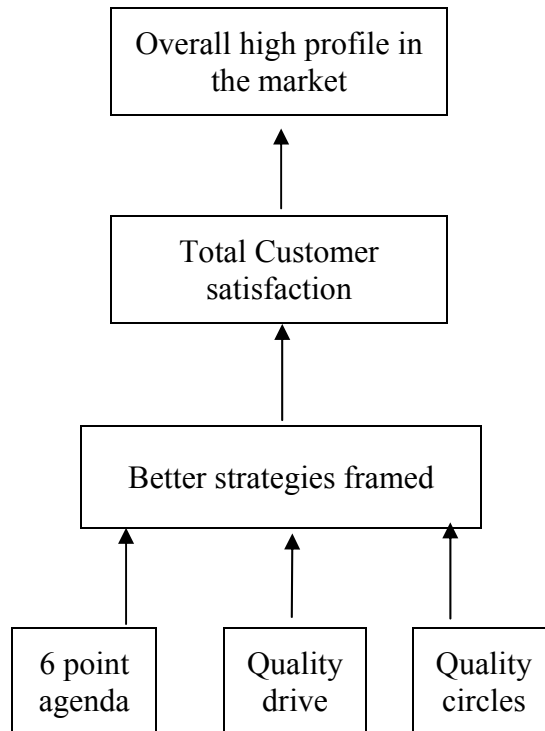 Overall high profile in
the market
Total Customer
satisfaction
Better strategies framed
6 point
agenda
Quality
drive
Quality
circles